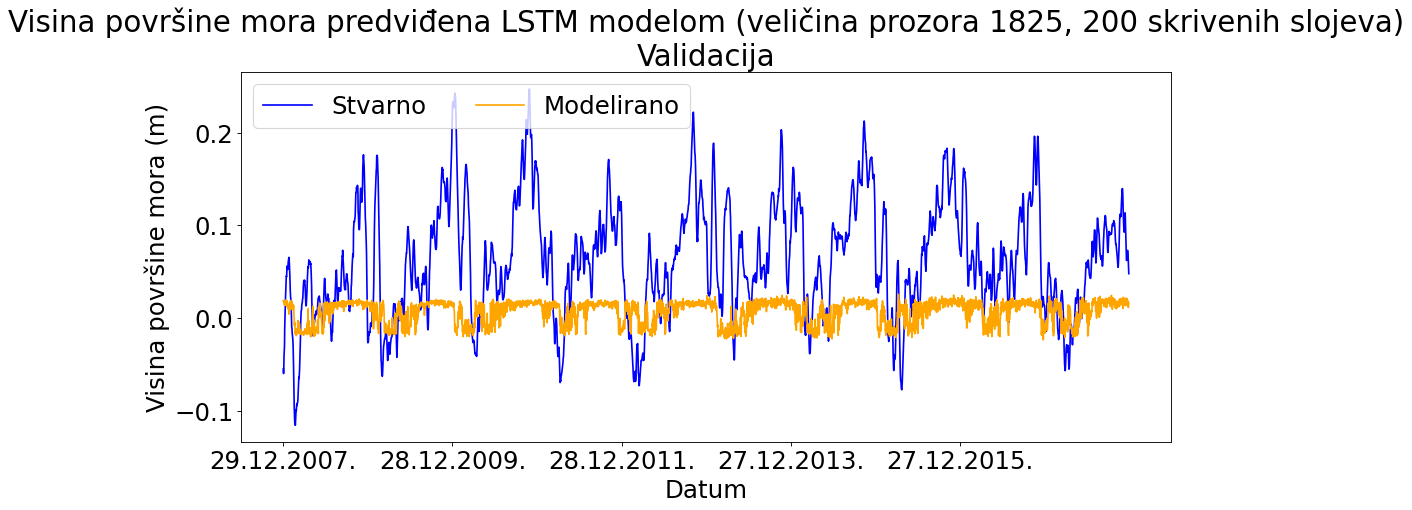 Visina površine mora predviđena LSTM modelom (veličina prozora 1825, 200 skrivenih slojeva)
Validacija
Stvarno Modelirano
Visina površine mora (m)
0.2
0.1
0.0
−0.1
29.12.2007. 28.12.2009. 28.12.2011. 27.12.2013. 27.12.2015.
Datum